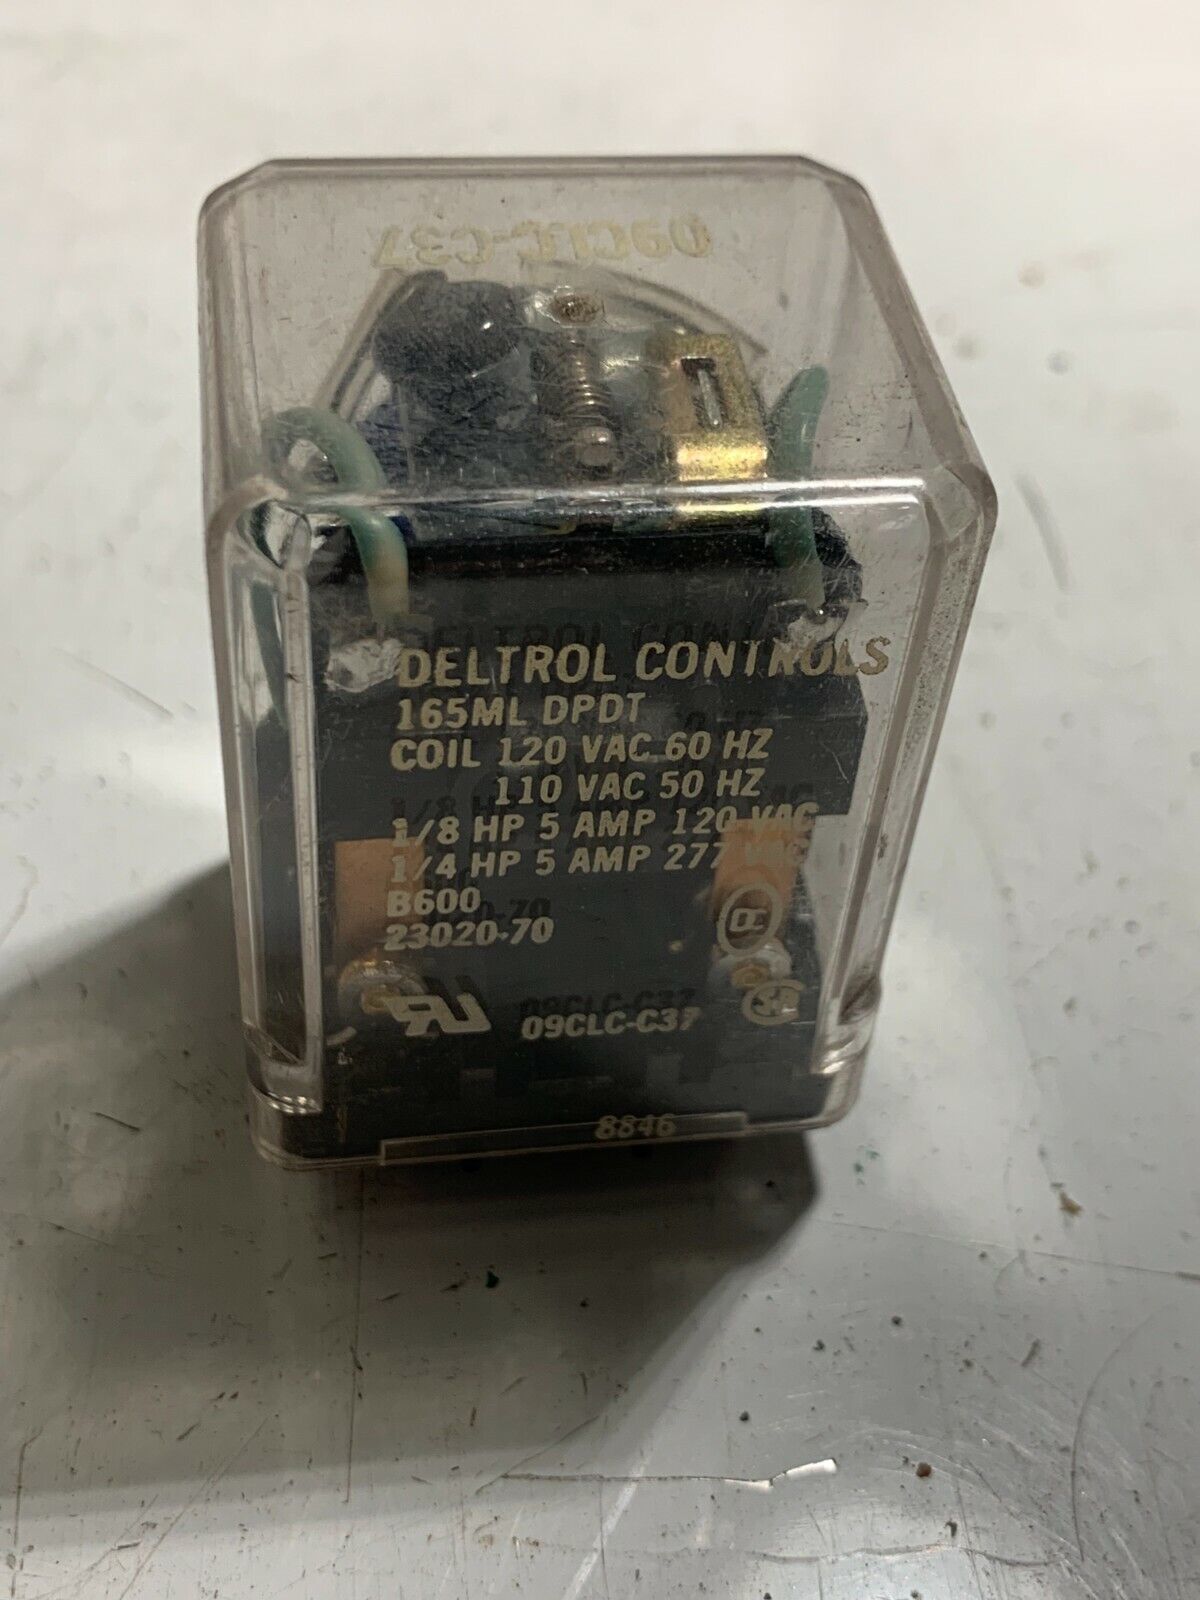 09CLC-C37
DELTROL CONTROLS
165ML DPDT
COIL 120 VAC 60 HZ
110 VAC 50 HZ
1/8 HP 5 AMP 120 VAC
1/4 HP 5 AMP 277 VAC
B600
23020-70
09CLC-C37
8846